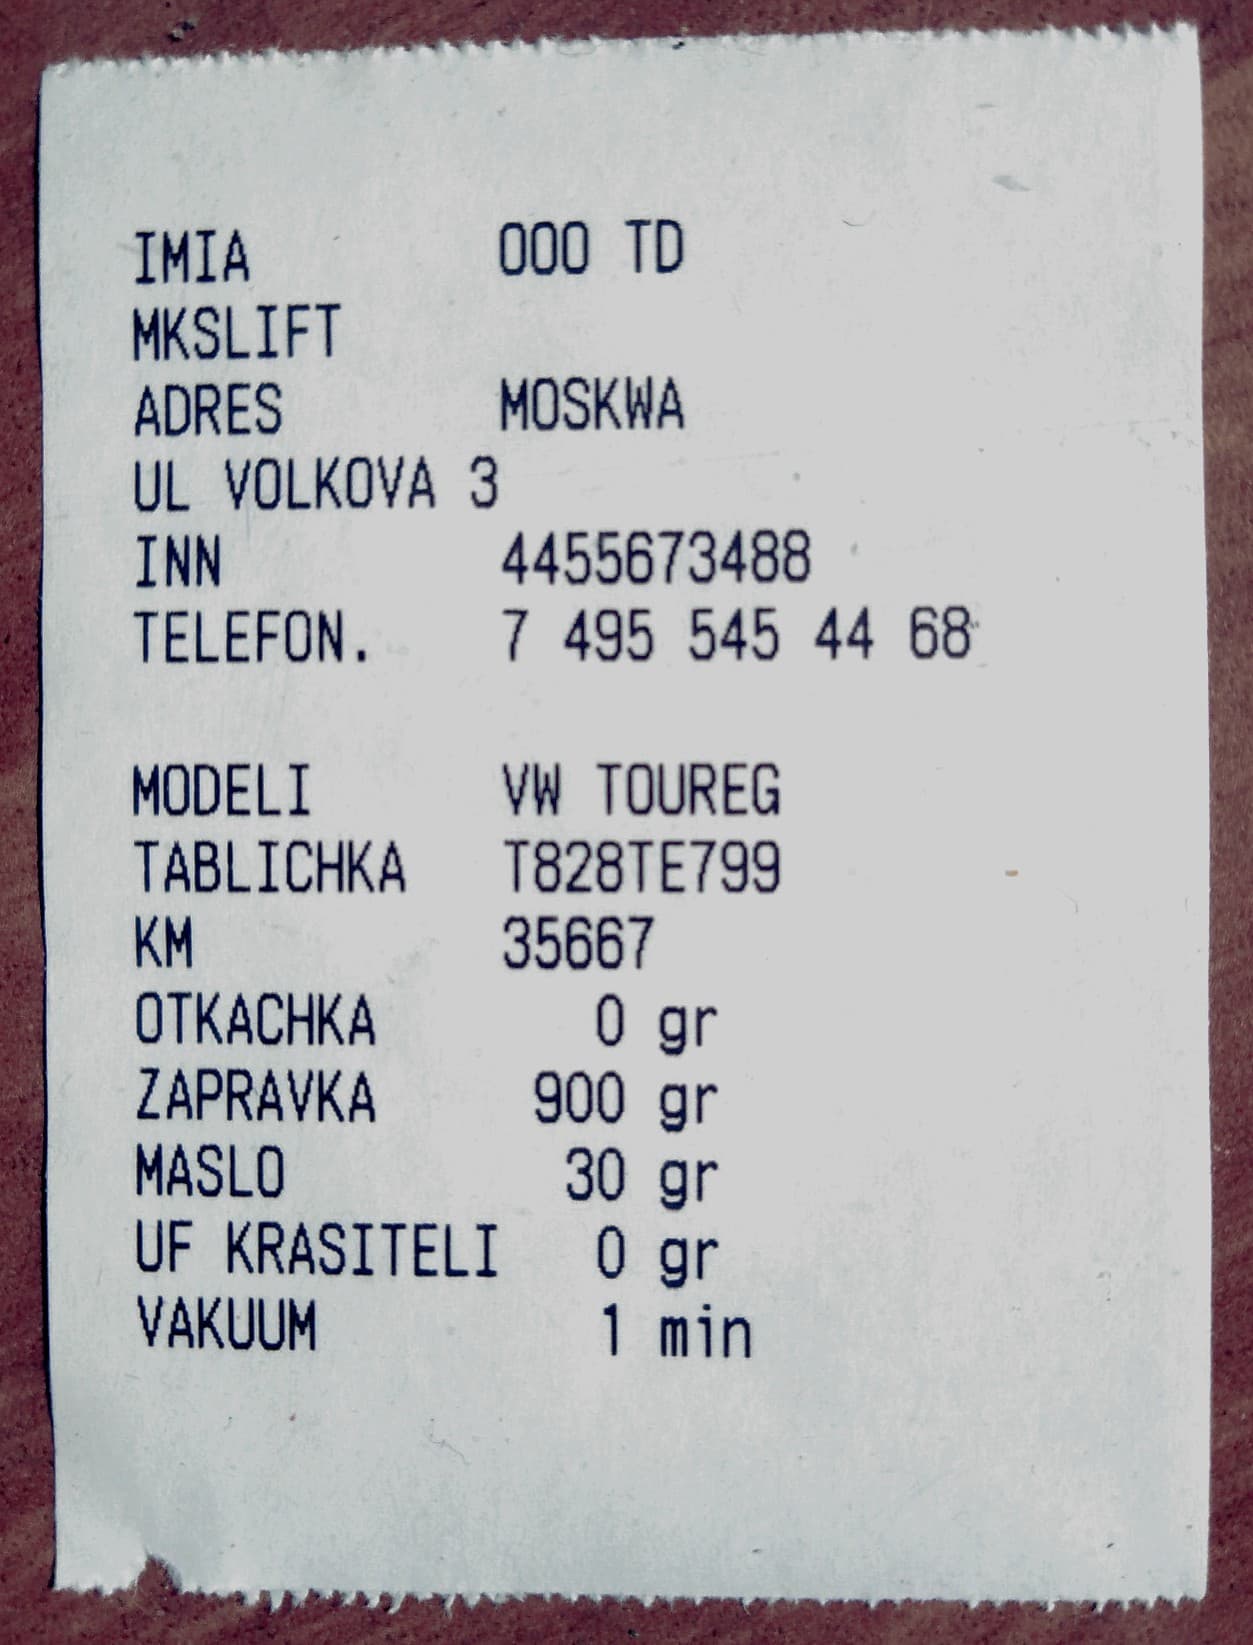 IMIA 000 TD
MKSLIFT
ADRES MOSKWA
UL VOLKOVA 3
INN 4455673488
TELEFON. 7 495 545 44 68
MODELI VW TOUREG
TABLICHKA T828TE799
KM 35667
OTKACHKA 0 gr
ZAPRAVKA 900 gr
MASLO 30 gr
UF KRASITELI 0 gr
VAKUUM 1 min